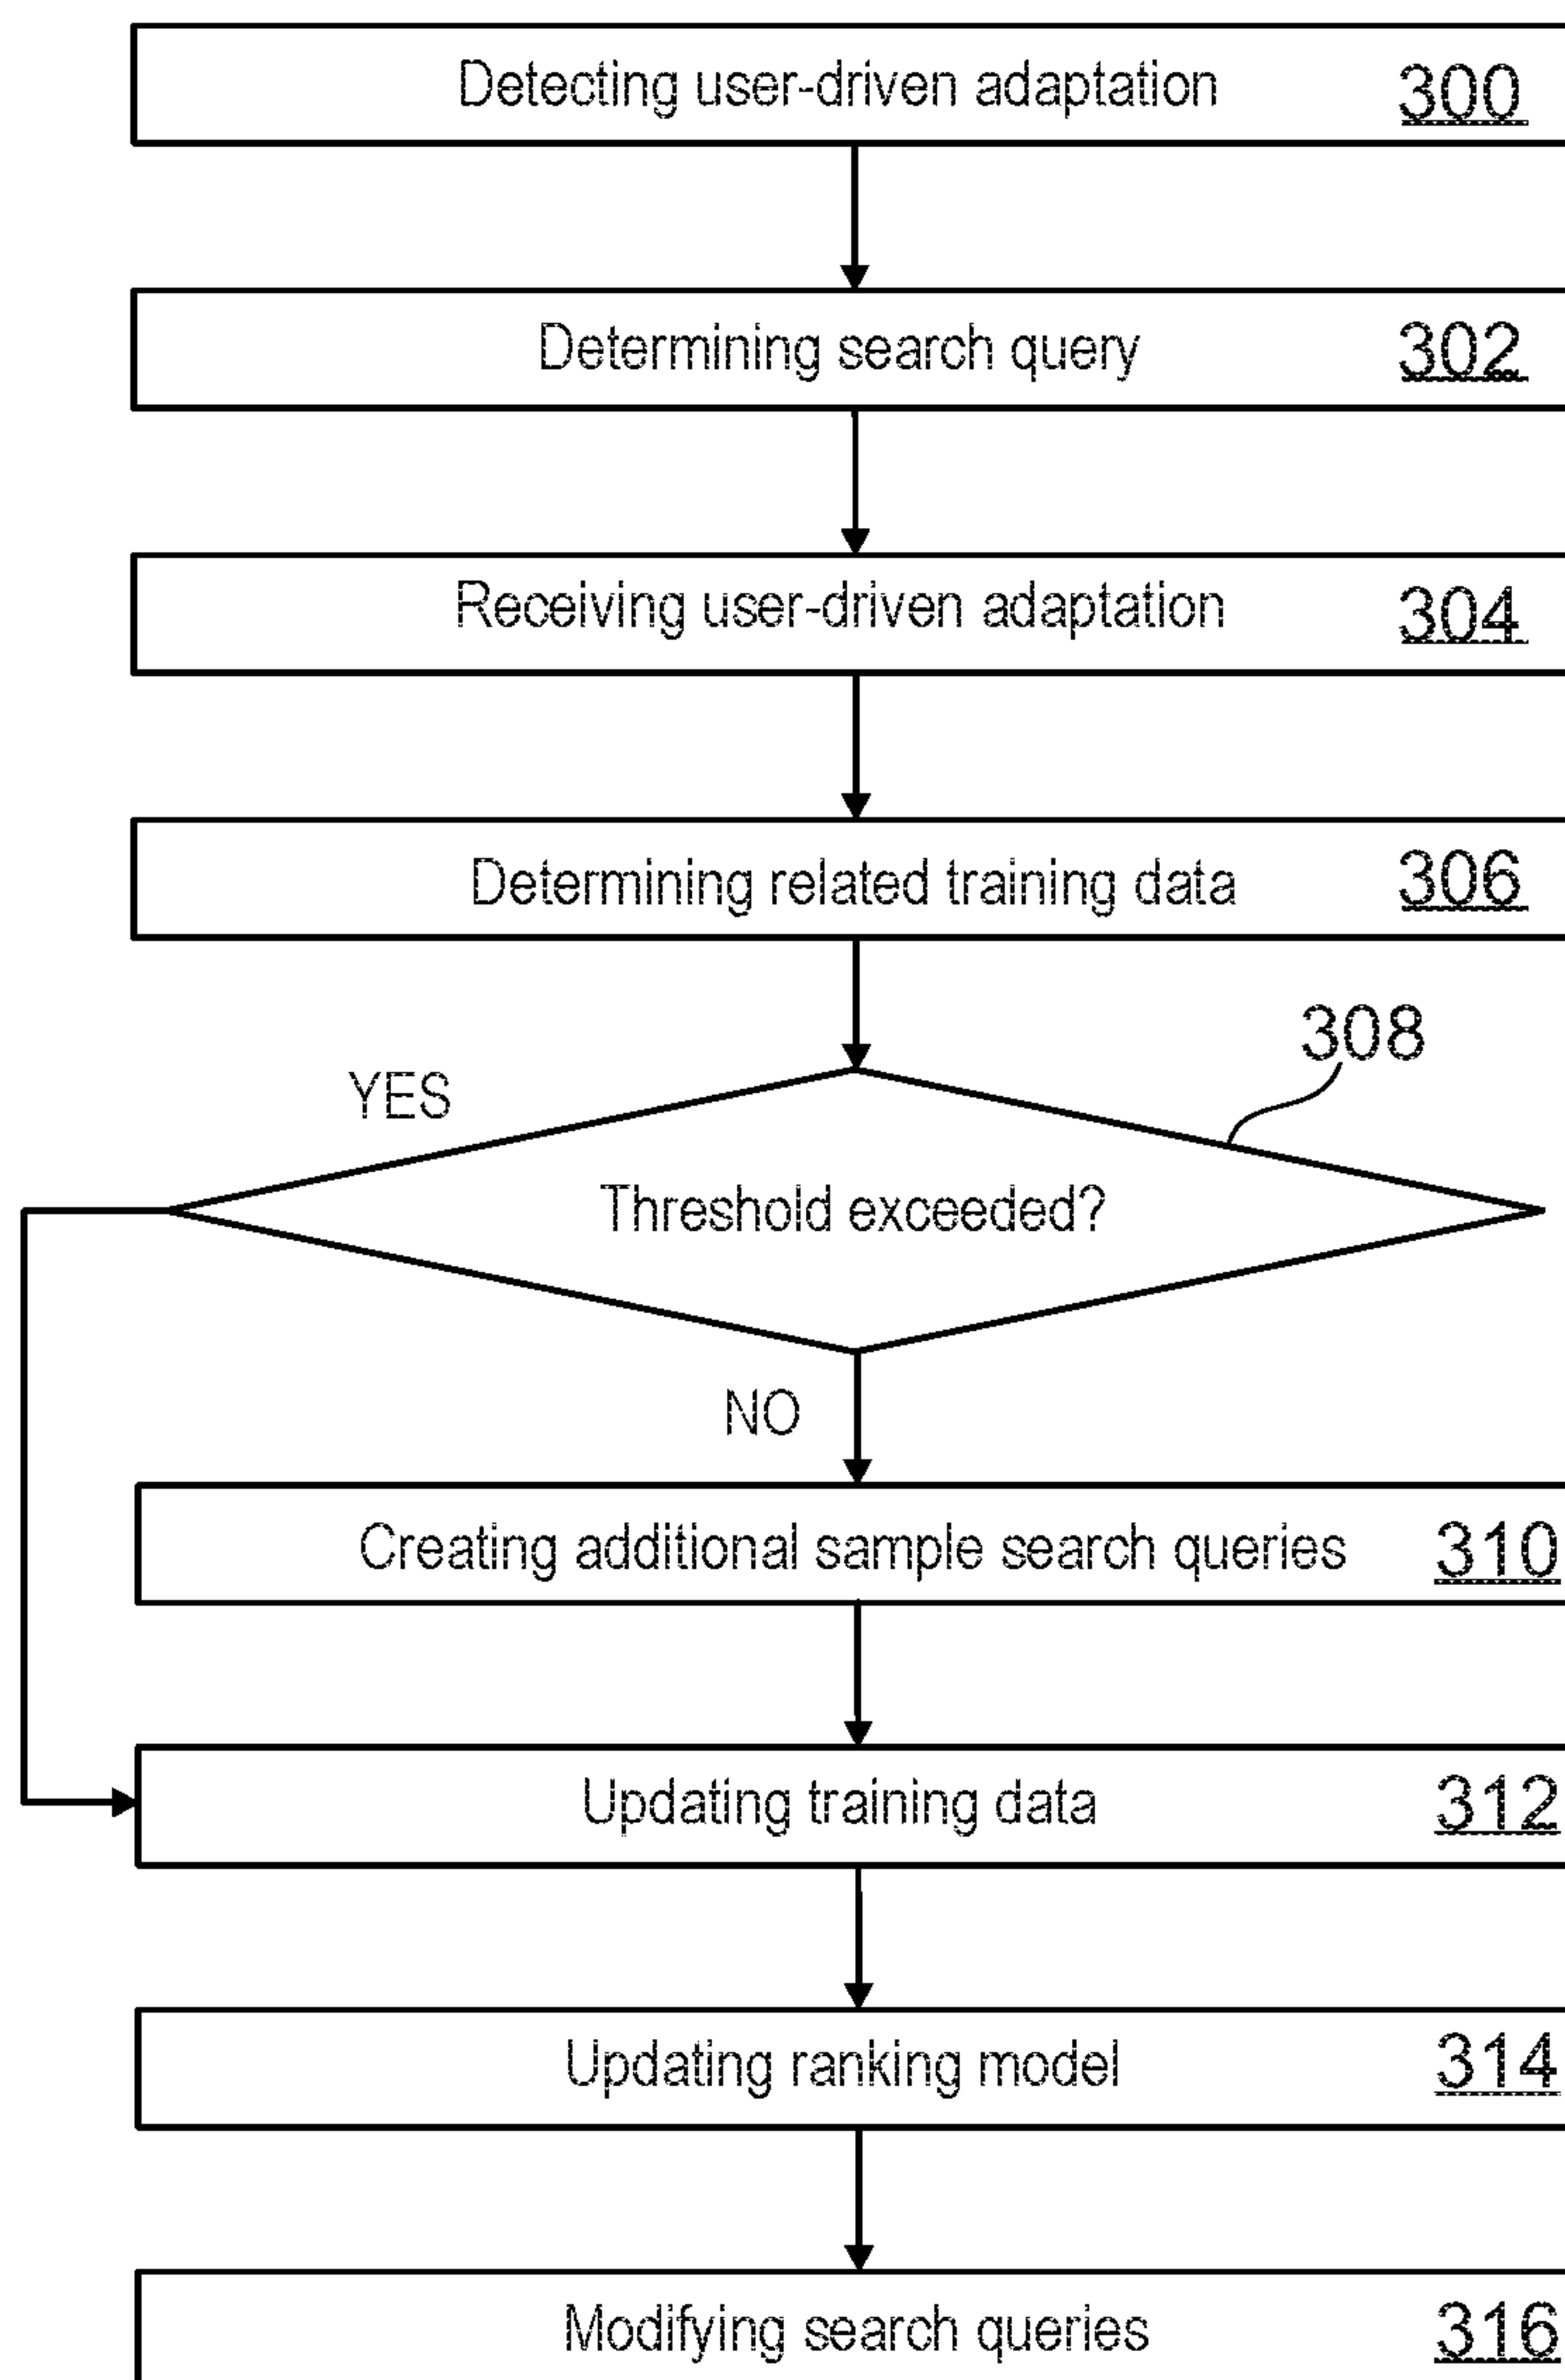 Detecting user-driven adaptation 300
Determining search query 302
Receiving user-driven adaptation 304
Determining related training data 306
308
YES
Threshold exceeded?
NO
Creating additional sample search queries 310
Updating training data 312
Updating ranking model 314
Modifying search queries 316